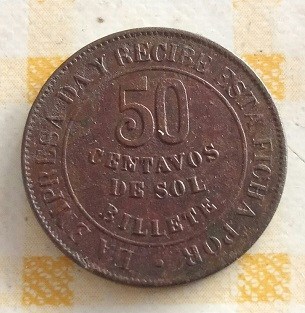 LA EMPRESA DA Y RECIBE ESTA FICHA POR
50
CENTAVOS
DE SOL
BILLETE